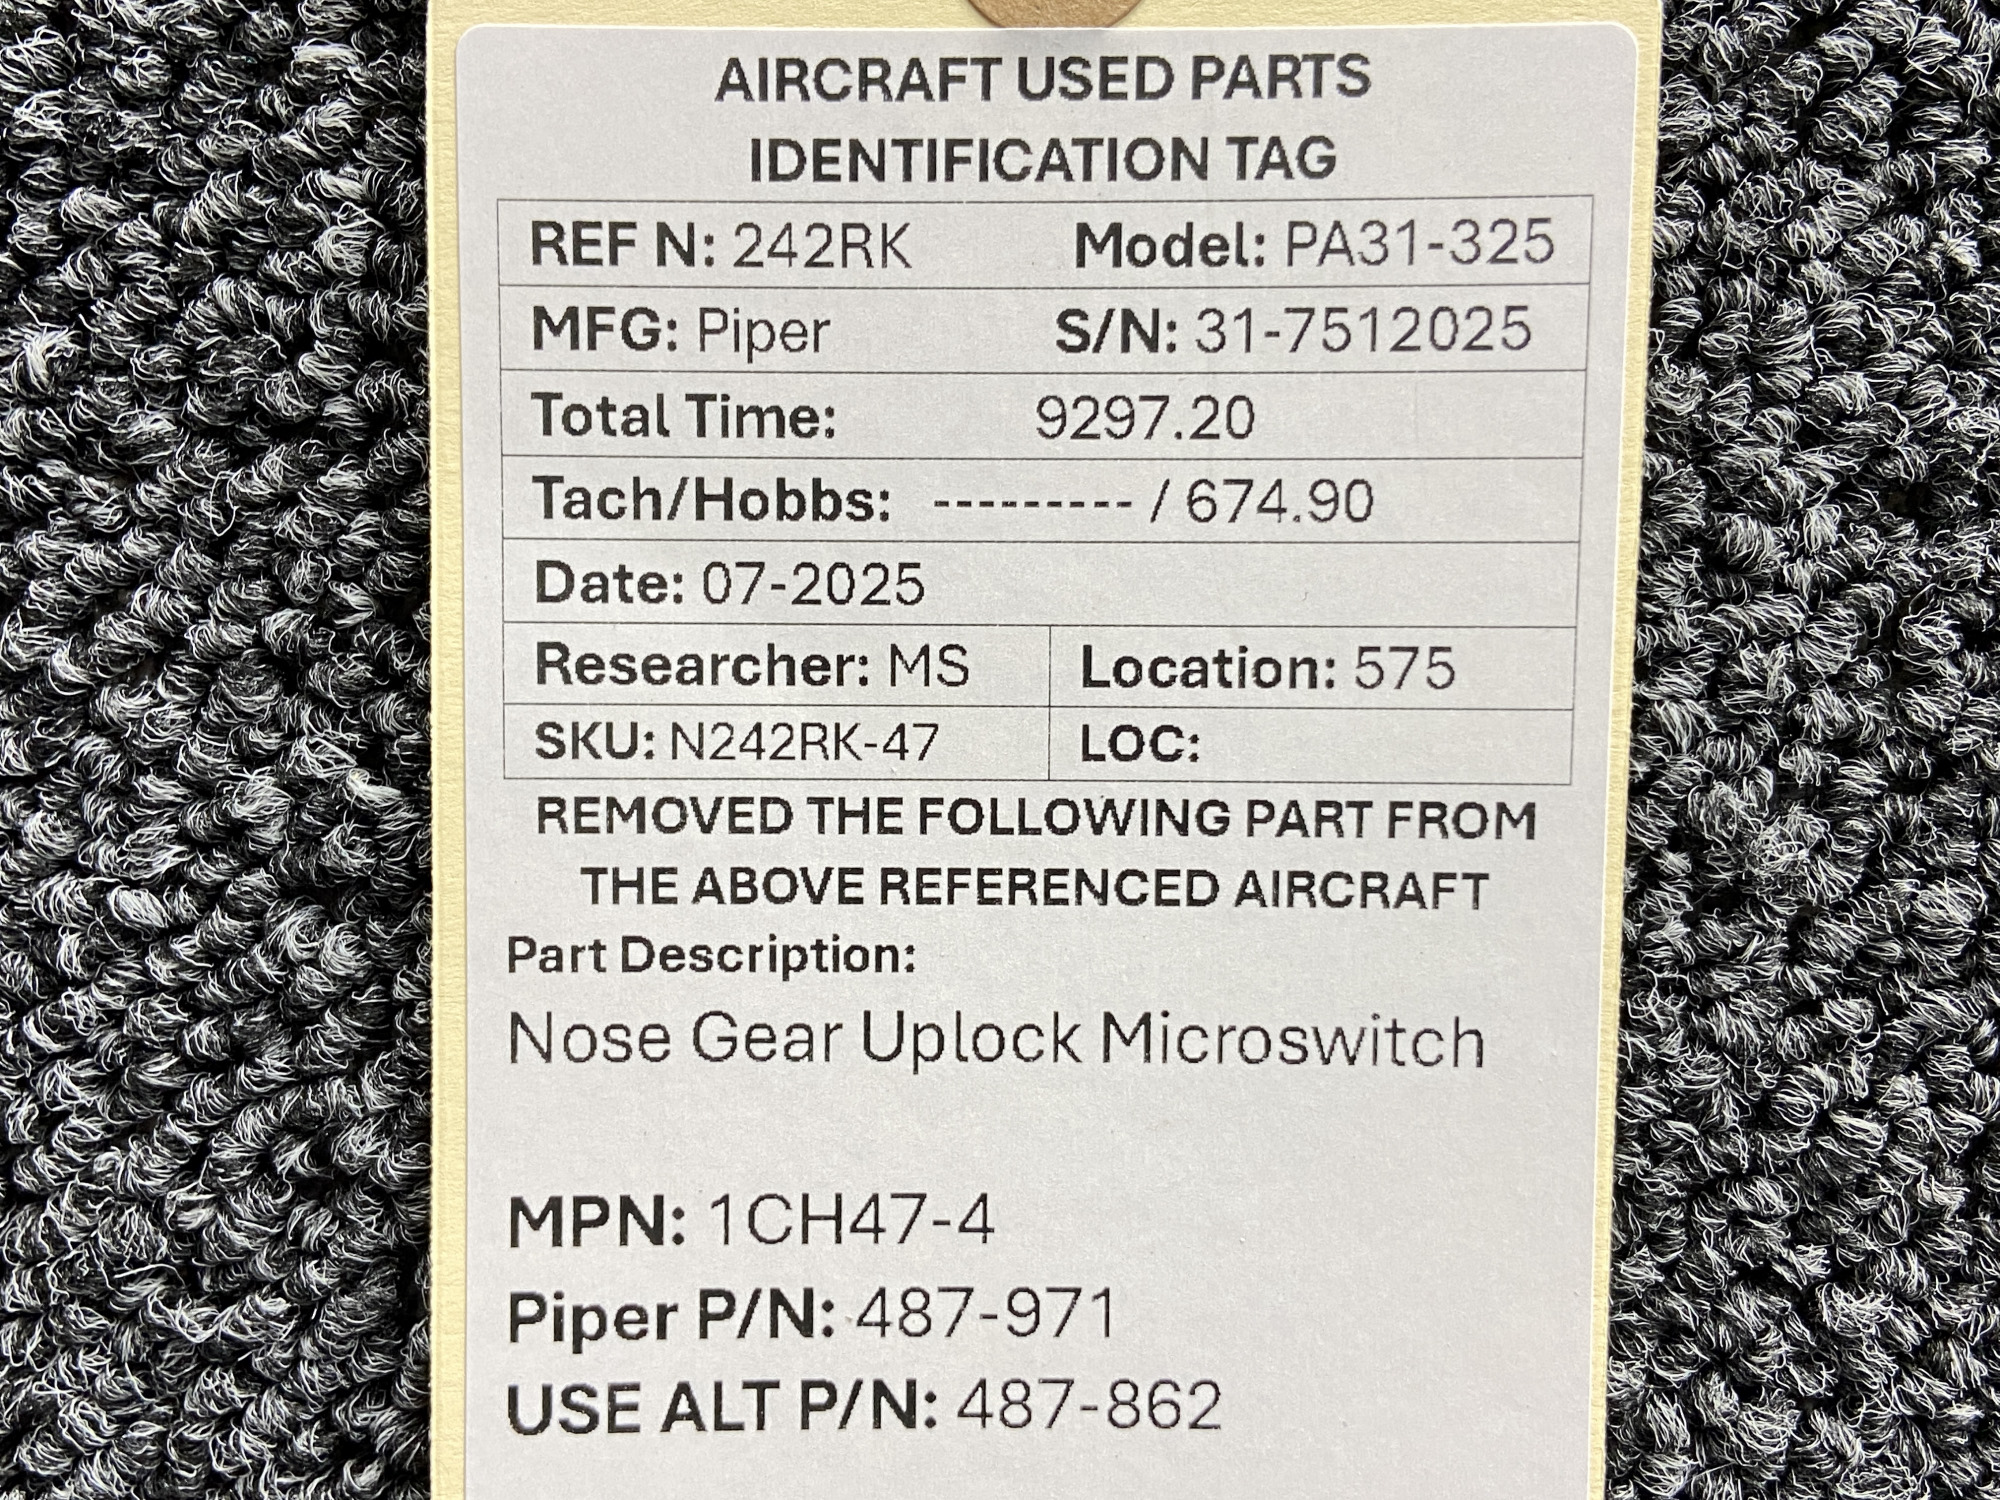 AIRCRAFT USED PARTS
IDENTIFICATION TAG
REF N: 242RK Model: PA31-325
MFG: Piper S/N: 31-7512025
Total Time: 9297.20
Tach/Hobbs: --------- / 674.90
Date: 07-2025
Researcher: MS Location: 575
SKU: N242RK-47 LOC:
REMOVED THE FOLLOWING PART FROM
THE ABOVE REFERENCED AIRCRAFT
Part Description:
Nose Gear Uplock Microswitch
MPN: 1CH47-4
Piper P/N: 487-971
USE ALT P/N: 487-862